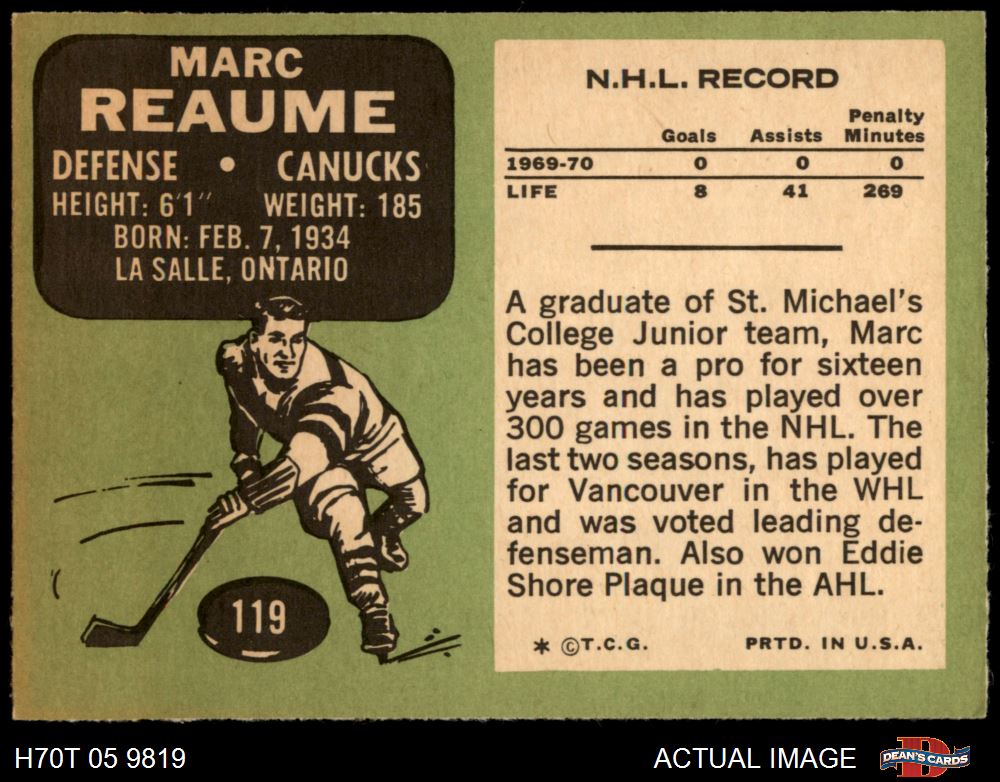 MARC
REAUME
DEFENSE • CANUCKS
HEIGHT: 6'1" WEIGHT: 185
BORN: FEB. 7, 1934
LA SALLE, ONTARIO
119
N.H.L. RECORD
Goals Assists Penalty Minutes
1969-70 0 0 0
LIFE 8 41 269
A graduate of St. Michael's
College Junior team, Marc
has been a pro for sixteen
years and has played over
300 games in the NHL. The
last two seasons, has played
for Vancouver in the WHL
and was voted leading de-
fenseman. Also won Eddie
Shore Plaque in the AHL.
* ©T.C.G. PRTD. IN U.S.A.
H70T 05 9819 ACTUAL IMAGE DEAN'S CARDS